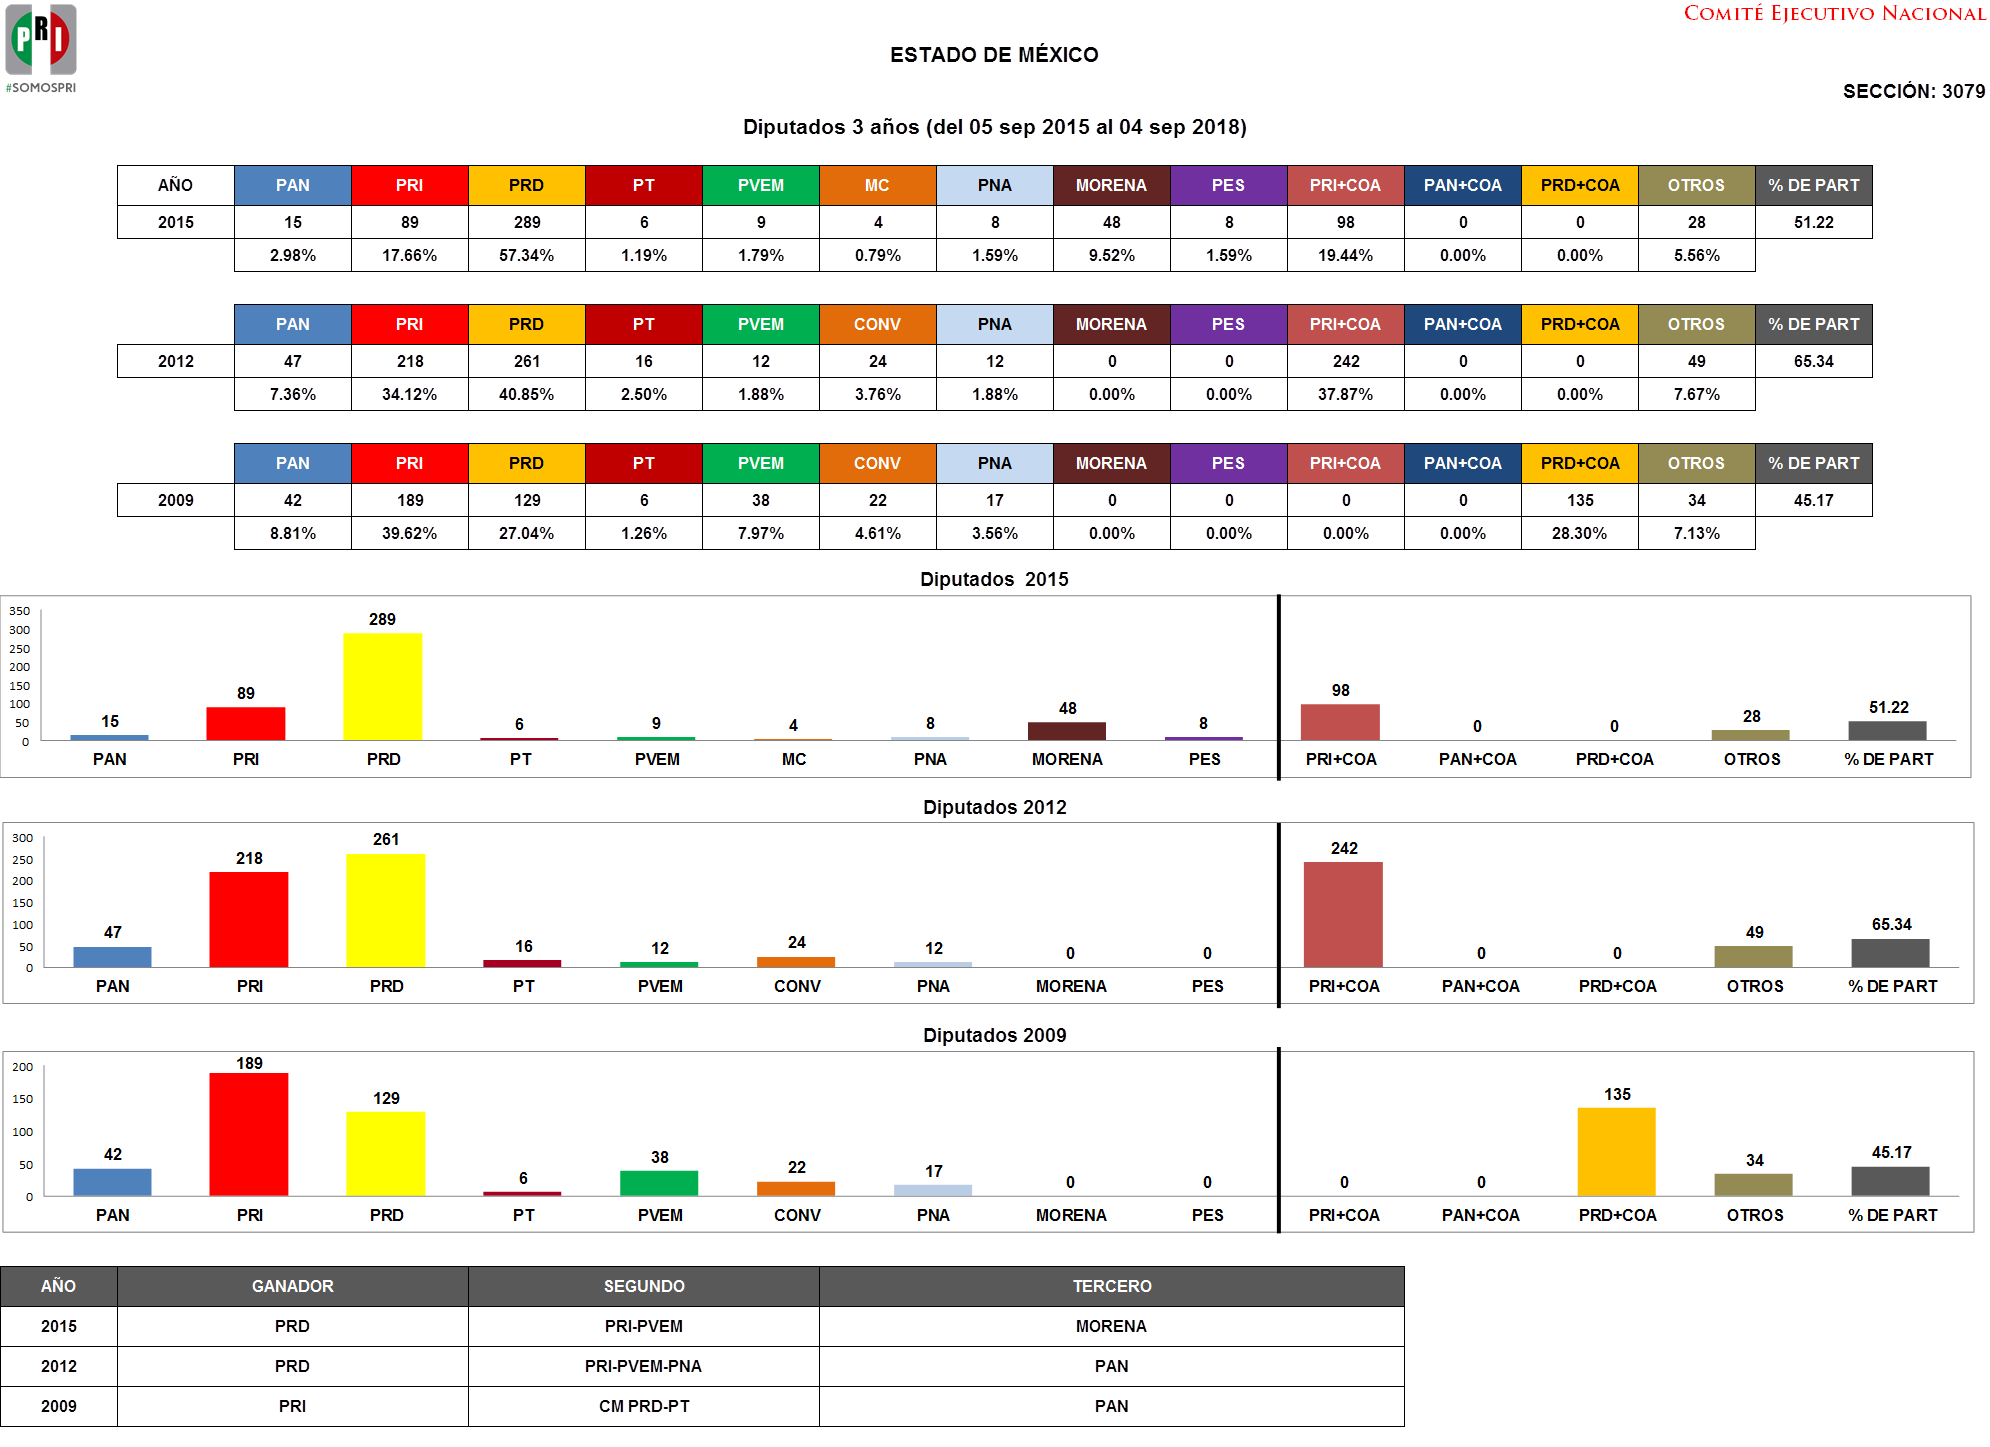 PRI
#SOMOSPRI
COMITÉ EJECUTIVO NACIONAL
ESTADO DE MÉXICO
SECCIÓN: 3079
Diputados 3 años (del 05 sep 2015 al 04 sep 2018)
AÑO PAN PRI PRD PT PVEM MC PNA MORENA PES PRI+COA PAN+COA PRD+COA OTROS % DE PART
2015 15 89 289 6 9 4 8 48 8 98 0 0 28 51.22
2.98% 17.66% 57.34% 1.19% 1.79% 0.79% 1.59% 9.52% 1.59% 19.44% 0.00% 0.00% 5.56%
PAN PRI PRD PT PVEM CONV PNA MORENA PES PRI+COA PAN+COA PRD+COA OTROS % DE PART
2012 47 218 261 16 12 24 12 0 0 242 0 0 49 65.34
7.36% 34.12% 40.85% 2.50% 1.88% 3.76% 1.88% 0.00% 0.00% 37.87% 0.00% 0.00% 7.67%
PAN PRI PRD PT PVEM CONV PNA MORENA PES PRI+COA PAN+COA PRD+COA OTROS % DE PART
2009 42 189 129 6 38 22 17 0 0 0 0 135 34 45.17
8.81% 39.62% 27.04% 1.26% 7.97% 4.61% 3.56% 0.00% 0.00% 0.00% 0.00% 28.30% 7.13%
Diputados 2015
350
300
250
200
150
100
50
0
15 89 289 6 9 4 8 48 8 98 0 0 28 51.22
PAN PRI PRD PT PVEM MC PNA MORENA PES PRI+COA PAN+COA PRD+COA OTROS % DE PART
Diputados 2012
300
250
200
150
100
50
0
47 218 261 16 12 24 12 0 0 242 0 0 49 65.34
PAN PRI PRD PT PVEM CONV PNA MORENA PES PRI+COA PAN+COA PRD+COA OTROS % DE PART
Diputados 2009
200
150
100
50
0
42 189 129 6 38 22 17 0 0 0 0 135 34 45.17
PAN PRI PRD PT PVEM CONV PNA MORENA PES PRI+COA PAN+COA PRD+COA OTROS % DE PART
AÑO GANADOR SEGUNDO TERCERO
2015 PRD PRI-PVEM MORENA
2012 PRD PRI-PVEM-PNA PAN
2009 PRI CM PRD-PT PAN